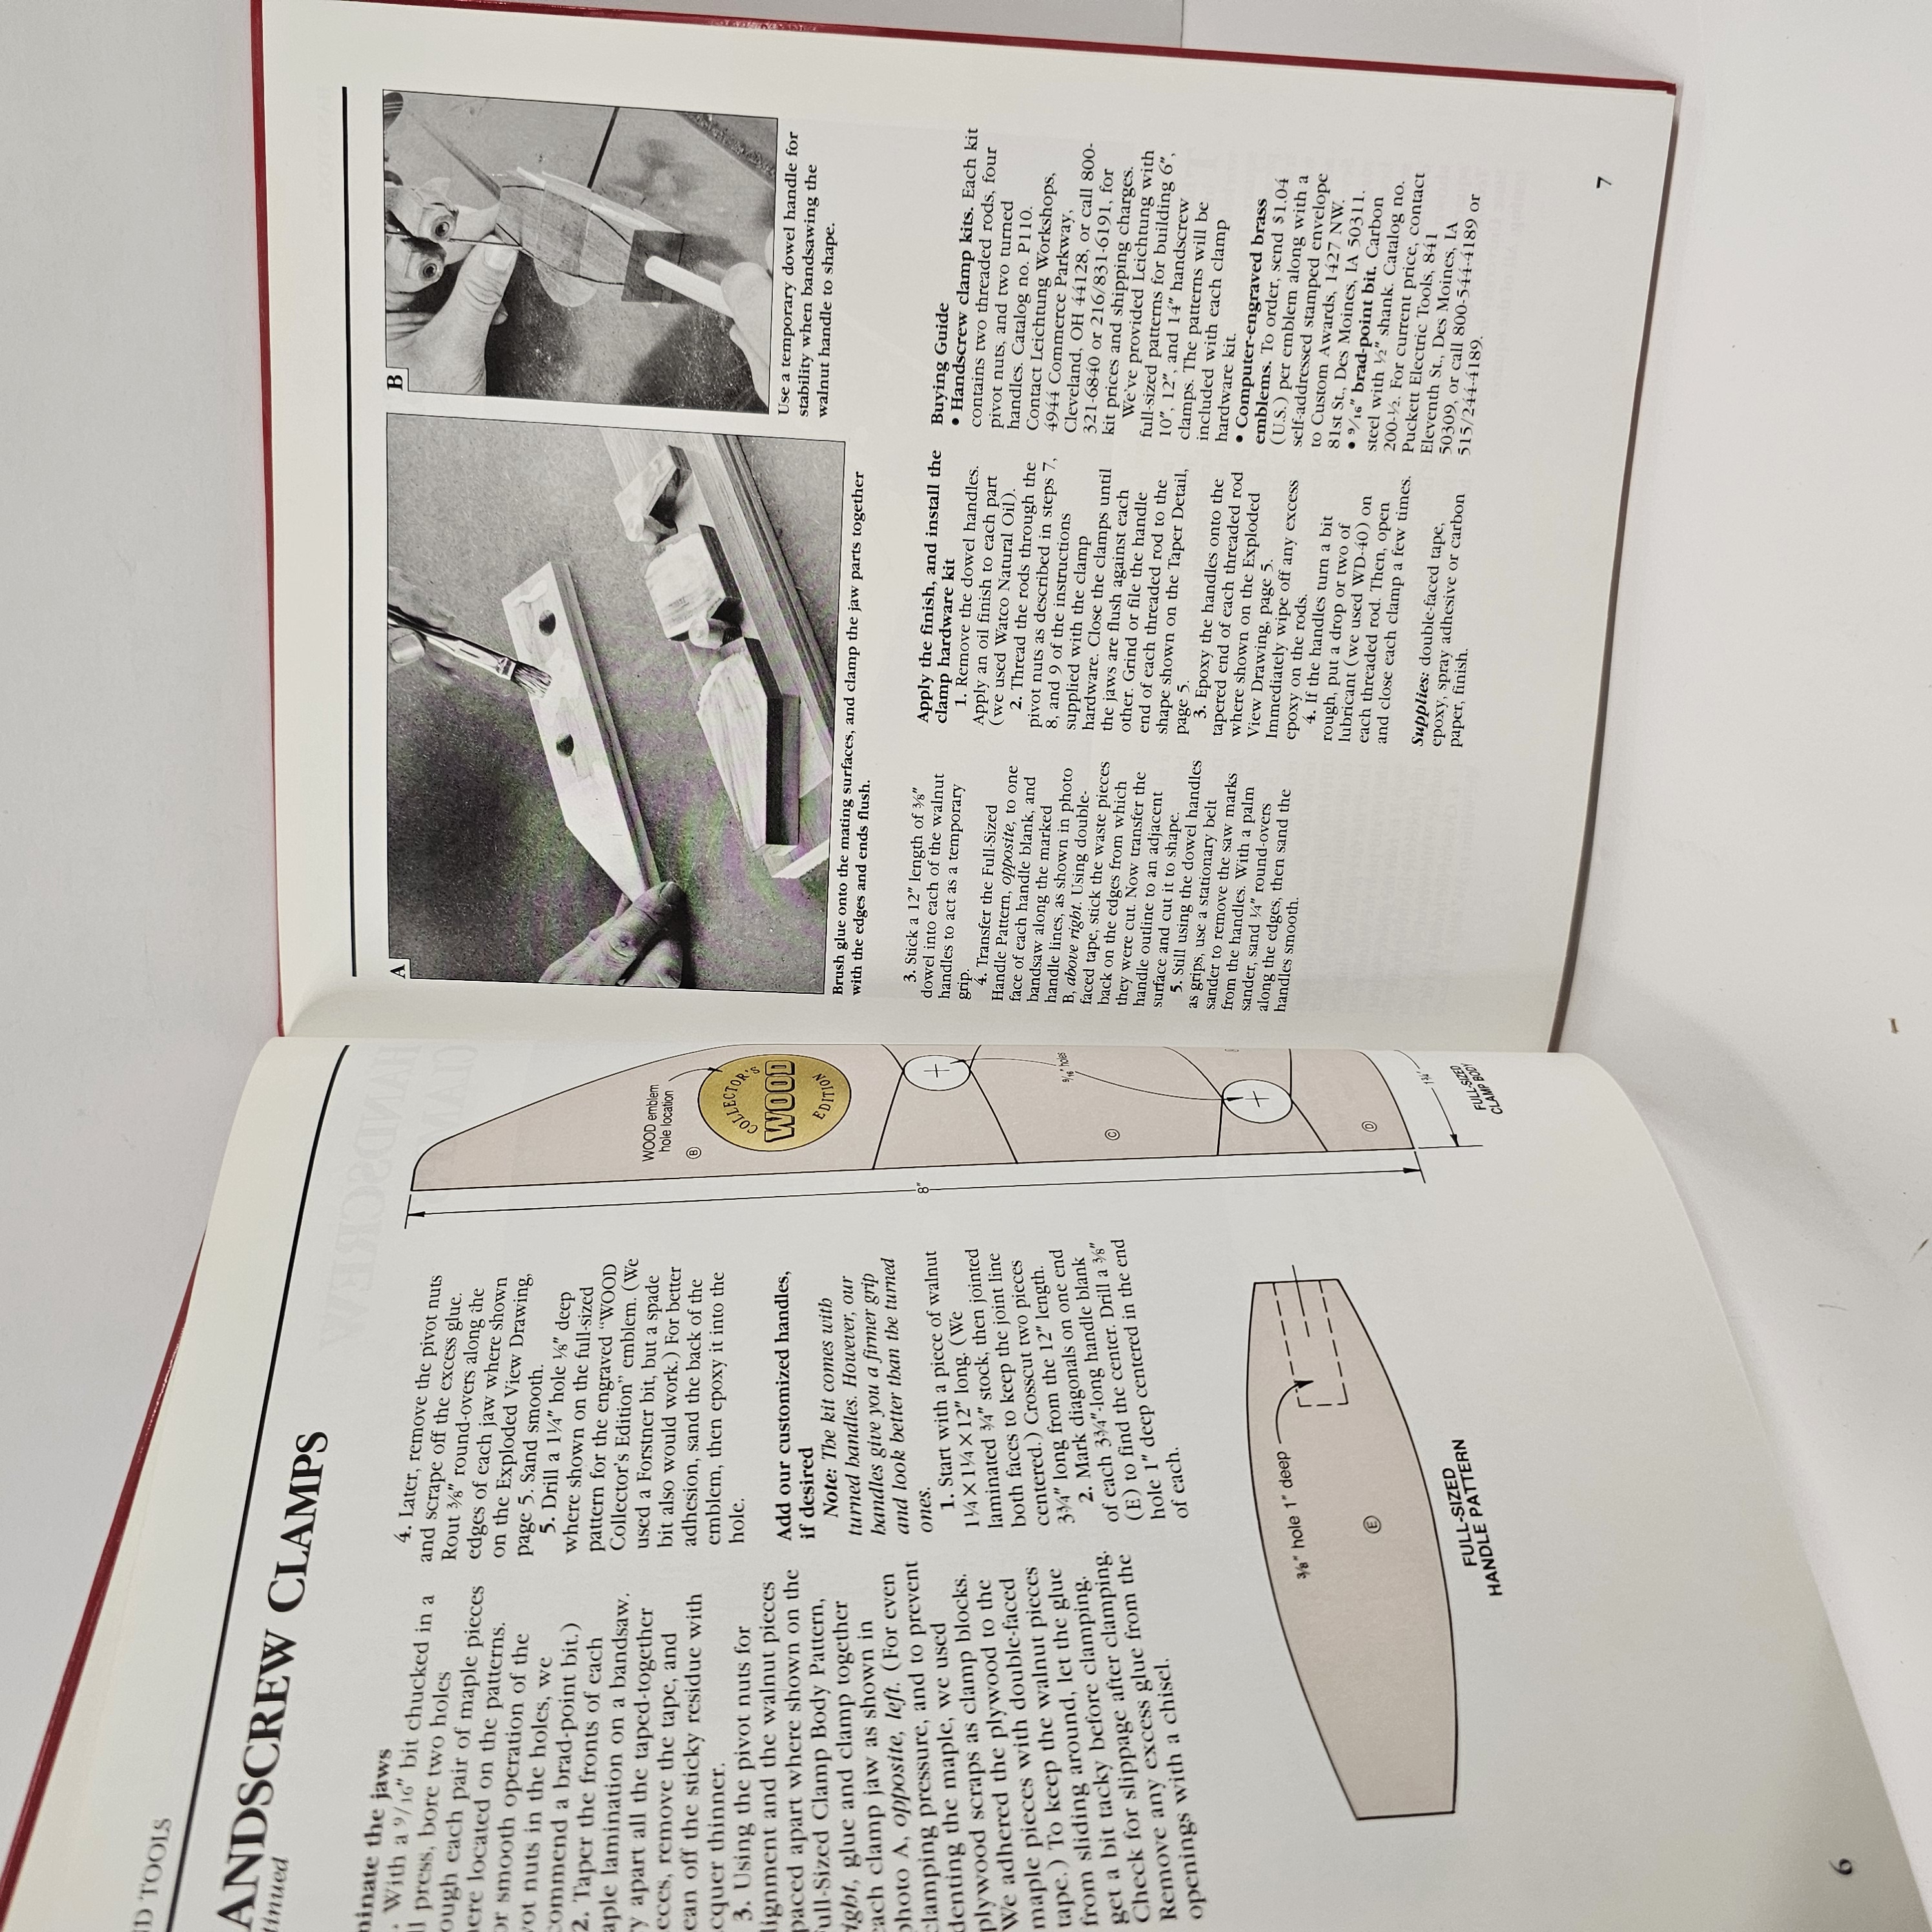 ND TOOLS
ANDSCREW CLAMPS
tinued
minate the jaws
. With a 9/16" bit chucked in a
ll press, bore two holes
ough each pair of maple pieces
here located on the patterns.
or smooth operation of the
vot nuts in the holes, we
commend a brad-point bit.)
2. Taper the fronts of each
aple lamination on a bandsaw.
y apart all the taped-together
eces, remove the tape, and
ean off the sticky residue with
cquer thinner.
3. Using the pivot nuts for
lignment and the walnut pieces
paced apart where shown on the
ull-Sized Clamp Body Pattern,
ight, glue and clamp together
each clamp jaw as shown in
photo A, opposite, left. (For even
clamping pressure, and to prevent
denting the maple, we used
plywood scraps as clamp blocks.
We adhered the plywood to the
maple pieces with double-faced
tape.) To keep the walnut pieces
from sliding around, let the glue
get a bit tacky before clamping.
Check for slippage after clamping.
Remove any excess glue from the
openings with a chisel.
4. Later, remove the pivot nuts
and scrape off the excess glue.
Rout 3/8" round-overs along the
edges of each jaw where shown
on the Exploded View Drawing,
page 5. Sand smooth.
5. Drill a 1 1/4" hole 1/8" deep
where shown on the full-sized
pattern for the engraved “WOOD
Collector's Edition” emblem. (We
used a Forstner bit, but a spade
bit also would work.) For better
adhesion, sand the back of the
emblem, then epoxy it into the
hole.
Add our customized handles,
if desired
Note: The kit comes with
turned handles. However, our
handles give you a firmer grip
and look better than the turned
ones.
1. Start with a piece of walnut
1 1/4 × 1 1/4 × 12" long. (We
laminated 3/4" stock, then jointed
both faces to keep the joint line
centered.) Crosscut two pieces
3 3/4" long from the 12" length.
2. Mark diagonals on one end
of each 3 3/4"-long handle blank
(E) to find the center. Drill a 3/8"
hole 1" deep centered in the end
of each.
WOOD emblem
hole location
B
COLLECTOR'S
WOOD
EDITION
8"
9/16" holes
C
D
1 3/4"
FULL-SIZED
CLAMP BODY
3/8" hole 1" deep
E
FULL-SIZED
HANDLE PATTERN
6
A
Brush glue onto the mating surfaces, and clamp the jaw parts together
with the edges and ends flush.
B
Use a temporary dowel handle for
stability when bandsawing the
walnut handle to shape.
3. Stick a 12" length of 3/8"
dowel into each of the walnut
handles to act as a temporary
grip.
4. Transfer the Full-Sized
Handle Pattern, opposite, to one
face of each handle blank, and
bandsaw along the marked
handle lines, as shown in photo
B, above right. Using double-
faced tape, stick the waste pieces
back on the edges from which
they were cut. Now transfer the
handle outline to an adjacent
surface and cut it to shape.
5. Still using the dowel handles
as grips, use a stationary belt
sander to remove the saw marks
from the handles. With a palm
sander, sand 1/4" round-overs
along the edges, then sand the
handles smooth.
Apply the finish, and install the
clamp hardware kit
1. Remove the dowel handles.
Apply an oil finish to each part
(we used Watco Natural Oil).
2. Thread the rods through the
pivot nuts as described in steps 7,
8, and 9 of the instructions
supplied with the clamp
hardware. Close the clamps until
the jaws are flush against each
other. Grind or file the handle
end of each threaded rod to the
shape shown on the Taper Detail,
page 5.
3. Epoxy the handles onto the
tapered end of each threaded rod
where shown on the Exploded
View Drawing, page 5.
Immediately wipe off any excess
epoxy on the rods.
4. If the handles turn a bit
rough, put a drop or two of
lubricant (we used WD-40) on
each threaded rod. Then, open
and close each clamp a few times.
Supplies: double-faced tape,
epoxy, spray adhesive or carbon
paper, finish.
Buying Guide
• Handscrew clamp kits. Each kit
contains two threaded rods, four
pivot nuts, and two turned
handles. Catalog no. P110.
Contact Leichtung Workshops,
4944 Commerce Parkway,
Cleveland, OH 44128, or call 800-
321-6840 or 216/831-6191, for
kit prices and shipping charges.
We've provided Leichtung with
full-sized patterns for building 6",
10", 12", and 14" handscrew
clamps. The patterns will be
included with each clamp
hardware kit.
• Computer-engraved brass
emblems. To order, send $1.04
(U.S.) per emblem along with a
self-addressed stamped envelope
to Custom Awards, 1427 NW.
81st St., Des Moines, IA 50311.
• 9/16" brad-point bit. Carbon
steel with 1/2" shank. Catalog no.
200-1/2. For current price, contact
Puckett Electric Tools, 841
Eleventh St., Des Moines, IA
50309, or call 800-544-4189 or
515/244-4189.
7